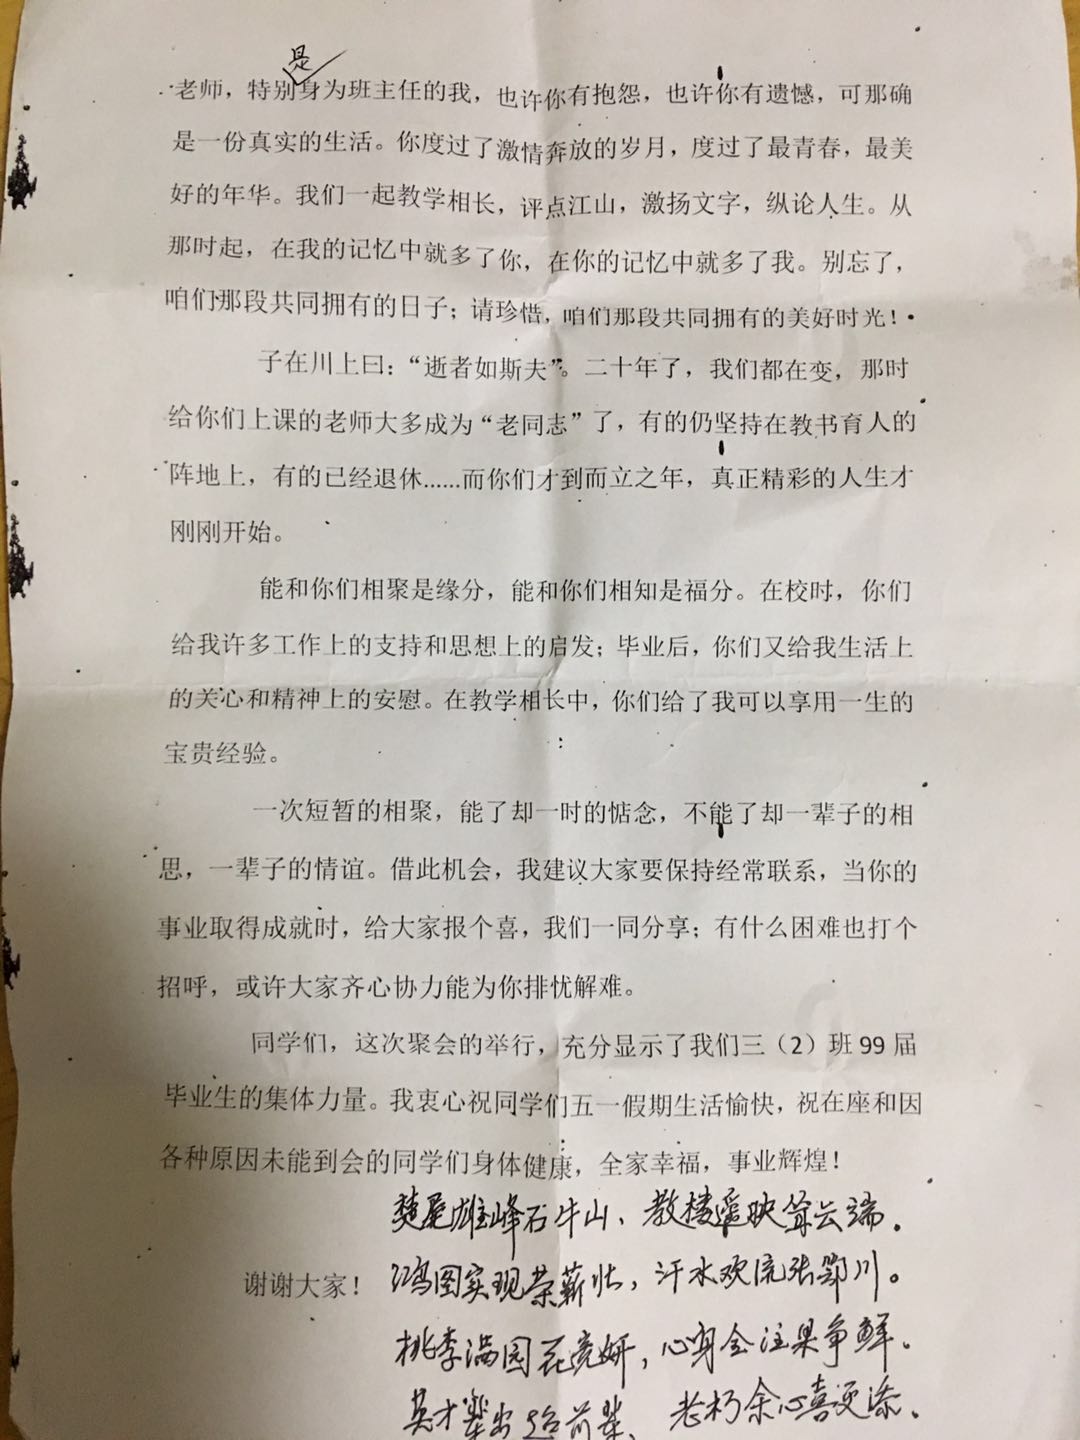 是
老师，特别身为班主任的我，也许你有抱怨，也许你有遗憾，可那确
是一份真实的生活。你度过了激情奔放的岁月，度过了最青春，最美
好的年华。我们一起教学相长，评点江山，激扬文字，纵论人生。从
那时起，在我的记忆中就多了你，在你的记忆中就多了我。别忘了，
咱们那段共同拥有的日子；请珍惜，咱们那段共同拥有的美好时光！
子在川上曰：“逝者如斯夫”。二十年了，我们都在变，那时
给你们上课的老师大多成为“老同志”了，有的仍坚持在教书育人的
阵地上，有的已经退休......而你们才到而立之年，真正精彩的人生才
刚刚开始。
能和你们相聚是缘分，能和你们相知是福分。在校时，你们
给我许多工作上的支持和思想上的启发；毕业后，你们又给我生活上
的关心和精神上的安慰。在教学相长中，你们给了我可以享用一生的
宝贵经验。
一次短暂的相聚，能了却一时的惦念，不能了却一辈子的相
思，一辈子的情谊。借此机会，我建议大家要保持经常联系，当你的
事业取得成就时，给大家报个喜，我们一同分享；有什么困难也打个
招呼，或许大家齐心协力能为你排忧解难。
同学们，这次聚会的举行，充分显示了我们三（2）班99届
毕业生的集体力量。我衷心祝同学们五一假期生活愉快，祝在座和因
各种原因未能到会的同学们身体健康，全家幸福，事业辉煌！
楚尾雄峰石牛山、教楼遥映耸云端。
谢谢大家！ 鸿图实现荣薪壮，汗水欢流张鄂川。
桃李满园花竞妍，心身全注果争鲜。
英才辈出超前辈、老朽余心喜更添、